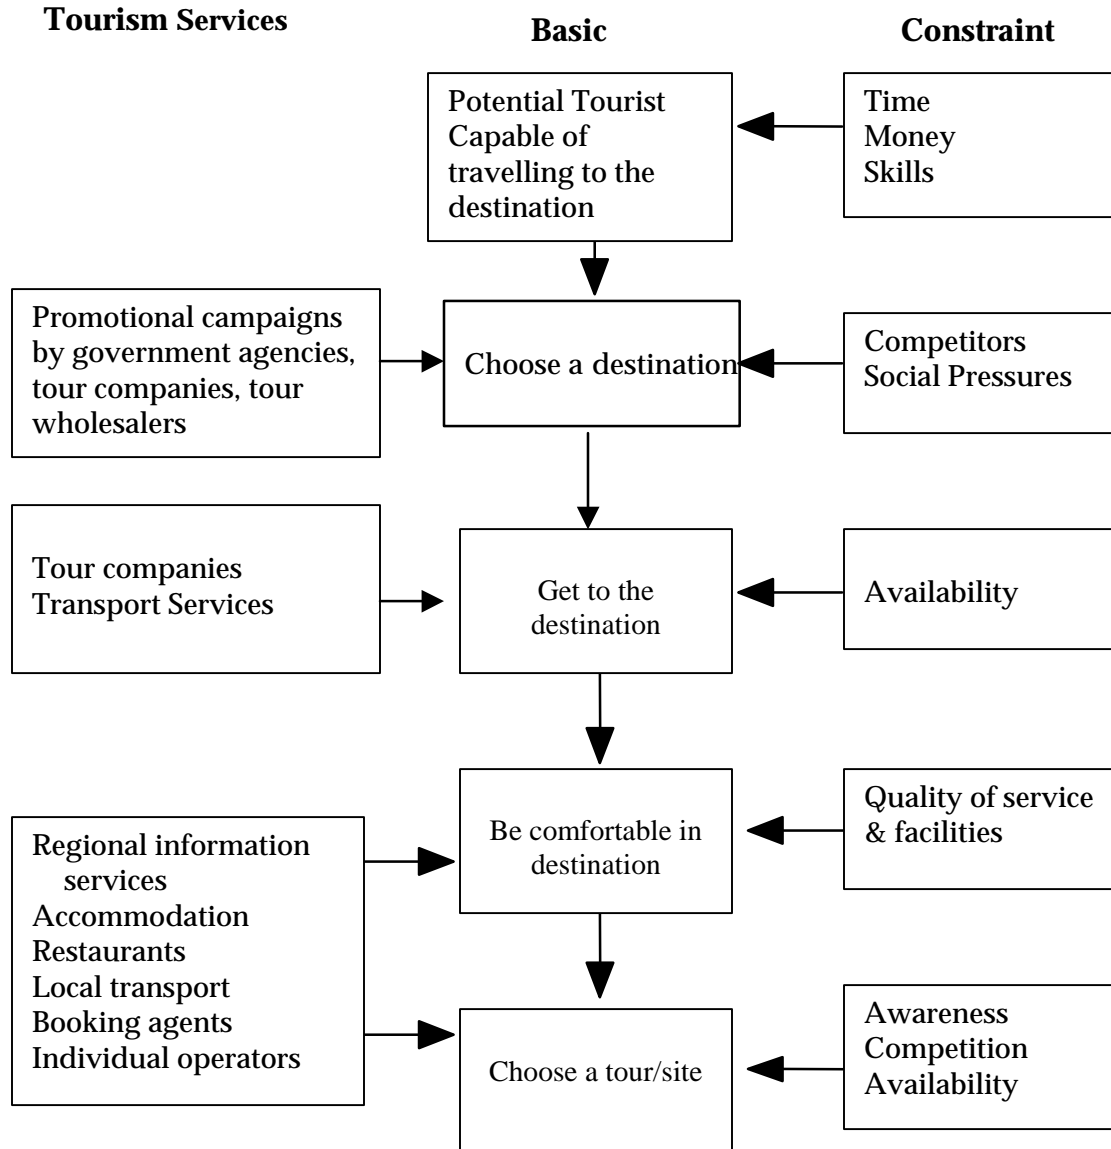 Tourism Services
Basic
Constraint
Potential Tourist
Capable of
travelling to the
destination
Time
Money
Skills
Promotional campaigns
by government agencies,
tour companies, tour
wholesalers
Choose a destination
Competitors
Social Pressures
Tour companies
Transport Services
Get to the
destination
Availability
Regional information
services
Accommodation
Restaurants
Local transport
Booking agents
Individual operators
Be comfortable in
destination
Quality of service
& facilities
Choose a tour/site
Awareness
Competition
Availability